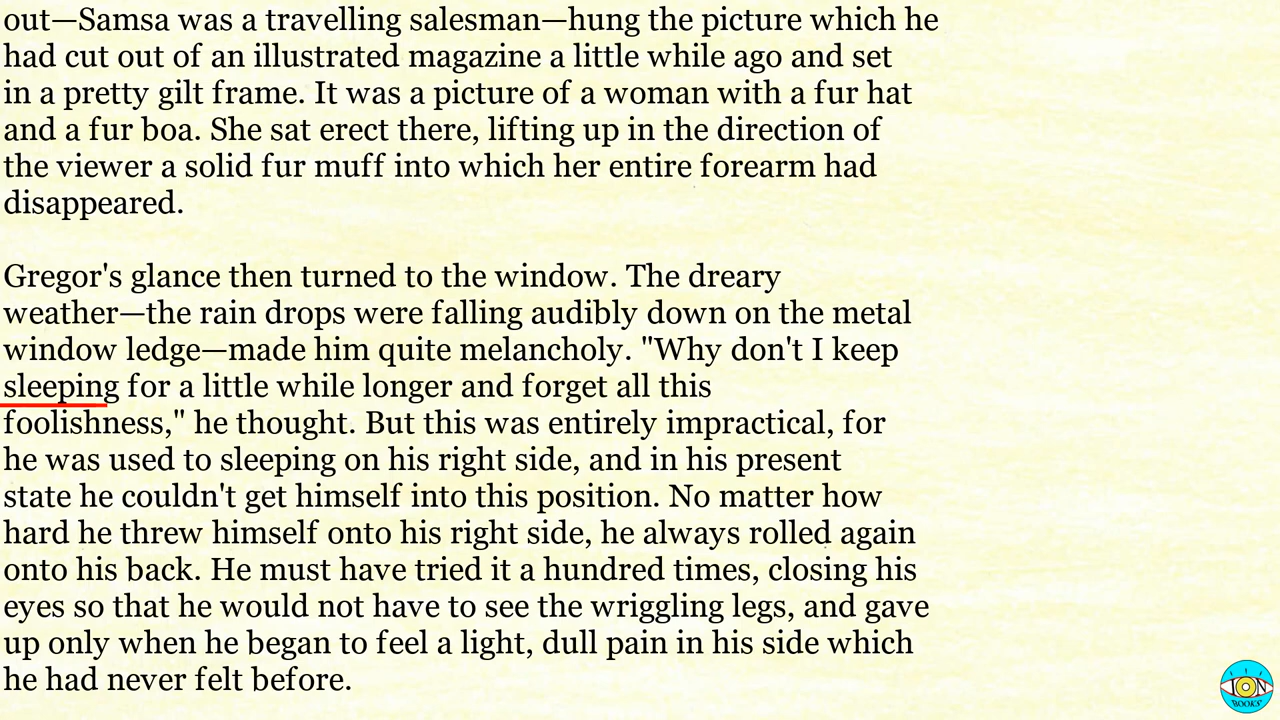 out—Samsa was a travelling salesman—hung the picture which he
had cut out of an illustrated magazine a little while ago and set
in a pretty gilt frame. It was a picture of a woman with a fur hat
and a fur boa. She sat erect there, lifting up in the direction of
the viewer a solid fur muff into which her entire forearm had
disappeared.
Gregor's glance then turned to the window. The dreary
weather—the rain drops were falling audibly down on the metal
window ledge—made him quite melancholy. "Why don't I keep
sleeping for a little while longer and forget all this
foolishness," he thought. But this was entirely impractical, for
he was used to sleeping on his right side, and in his present
state he couldn't get himself into this position. No matter how
hard he threw himself onto his right side, he always rolled again
onto his back. He must have tried it a hundred times, closing his
eyes so that he would not have to see the wriggling legs, and gave
up only when he began to feel a light, dull pain in his side which
he had never felt before.
ION
BOOKS